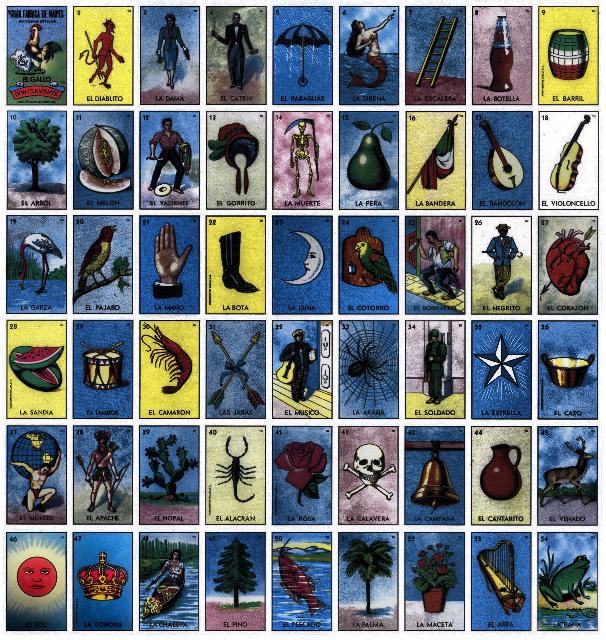 GRAN FABRICA DE NAIPES
EL GALLO
DON CLEMENTE
2
EL DIABLITO
3
LA DAMA
4
EL CATRIN
5
EL PARAGUAS
6
LA SIRENA
7
LA ESCALERA
8
LA BOTELLA
9
EL BARRIL
10
EL ARBOL
11
EL MELON
12
EL VALIENTE
13
EL GORRITO
14
LA MUERTE
15
LA PERA
16
LA BANDERA
17
EL BANDOLON
18
EL VIOLONCELLO
19
LA GARZA
20
EL PAJARO
21
LA MANO
22
LA BOTA
23
LA LUNA
24
EL COTORRO
25
EL BORRACHO
26
EL NEGRITO
27
EL CORAZON
28
LA SANDIA
29
EL TAMBOR
30
EL CAMARON
31
LAS JARAS
32
EL MUSICO
33
LA ARAÑA
34
EL SOLDADO
35
LA ESTRELLA
36
EL CAZO
37
EL MUNDO
38
EL APACHE
39
EL NOPAL
40
EL ALACRAN
41
LA ROSA
42
LA CALAVERA
43
LA CAMPANA
44
EL CANTARITO
45
EL VENADO
46
EL SOL
47
LA CORONA
48
LA CHALUPA
49
EL PINO
50
EL PESCADO
51
LA PALMA
52
LA MACETA
53
EL ARPA
54
LA RANA